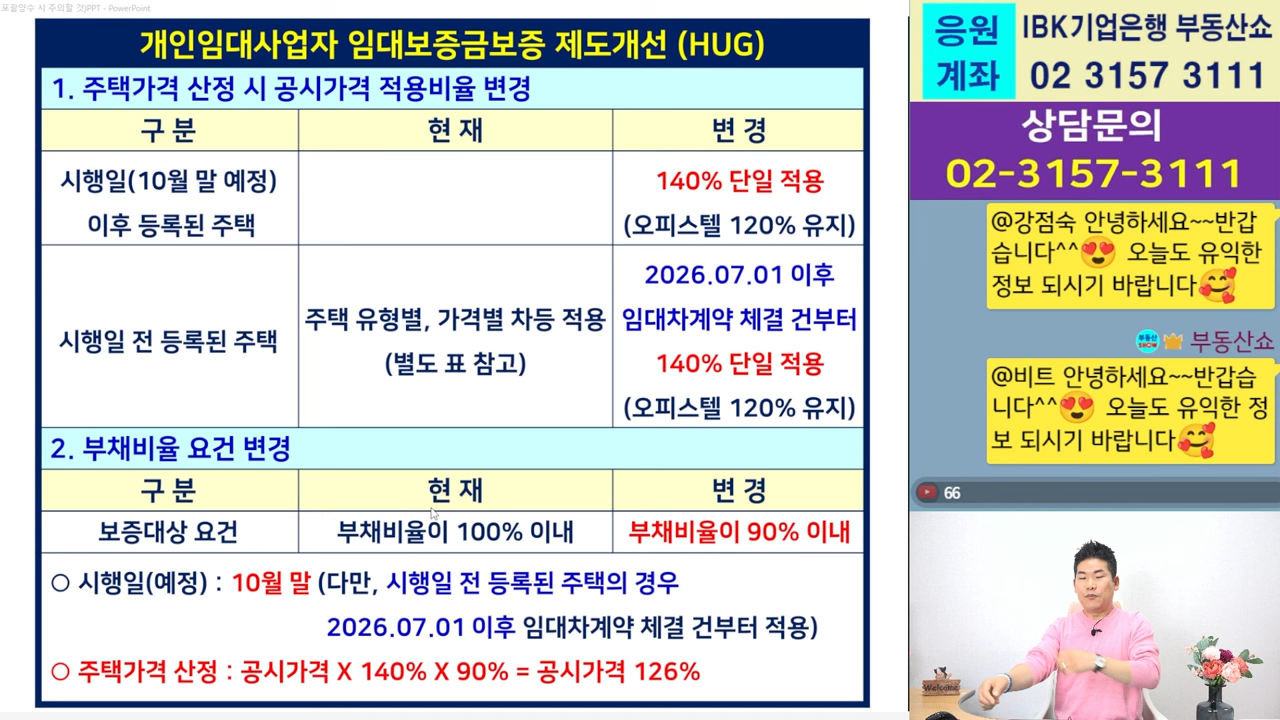 포괄양수 시 주의할 것}PPT - PowerPoint
개인임대사업자 임대보증금보증 제도개선 (HUG)
1. 주택가격 산정 시 공시가격 적용비율 변경
구 분
현 재
변 경
시행일(10월 말 예정)
이후 등록된 주택
140% 단일 적용
(오피스텔 120% 유지)
시행일 전 등록된 주택
주택 유형별, 가격별 차등 적용
(별도 표 참고)
2026.07.01 이후
임대차계약 체결 건부터
140% 단일 적용
(오피스텔 120% 유지)
2. 부채비율 요건 변경
구 분
현 재
변 경
보증대상 요건
부채비율이 100% 이내
부채비율이 90% 이내
○ 시행일(예정) : 10월 말 (다만, 시행일 전 등록된 주택의 경우
2026.07.01 이후 임대차계약 체결 건부터 적용)
○ 주택가격 산정 : 공시가격 X 140% X 90% = 공시가격 126%
응원
계좌
IBK기업은행 부동산쇼
02 3157 3111
상담문의
02-3157-3111
@강점숙 안녕하세요~~반갑
습니다^^😍 오늘도 유익한
정보 되시기 바랍니다🥰
부동산
SHOW
부동산쇼
@비트 안녕하세요~~반갑습
니다^^😍 오늘도 유익한 정
보 되시기 바랍니다🥰
66
Welcome